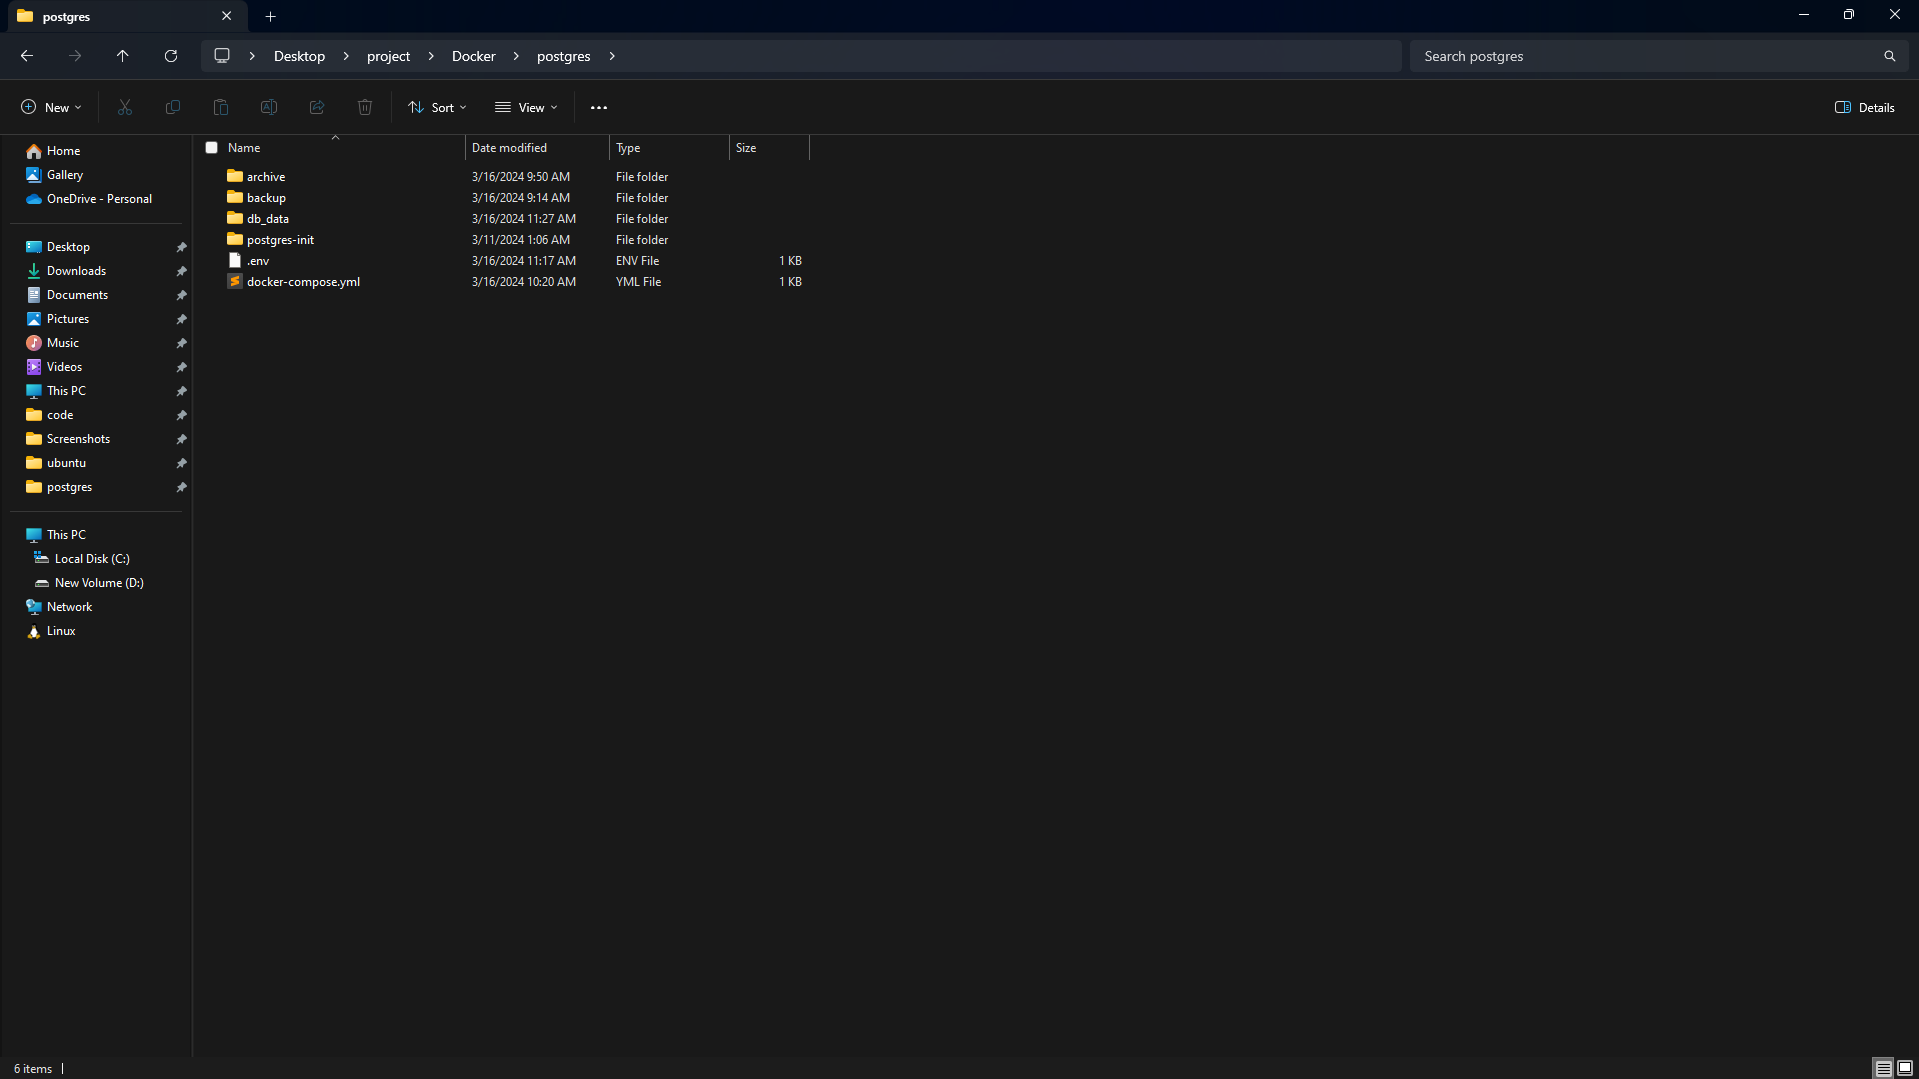 postgres
Desktop > project > Docker > postgres >
Search postgres
New
Sort
View
Details
Name Date modified Type Size
archive 3/16/2024 9:50 AM File folder
backup 3/16/2024 9:14 AM File folder
db_data 3/16/2024 11:27 AM File folder
postgres-init 3/11/2024 1:06 AM File folder
.env 3/16/2024 11:17 AM ENV File 1 KB
docker-compose.yml 3/16/2024 10:20 AM YML File 1 KB
Home
Gallery
OneDrive - Personal
Desktop
Downloads
Documents
Pictures
Music
Videos
This PC
code
Screenshots
ubuntu
postgres
This PC
Local Disk (C:)
New Volume (D:)
Network
Linux
6 items